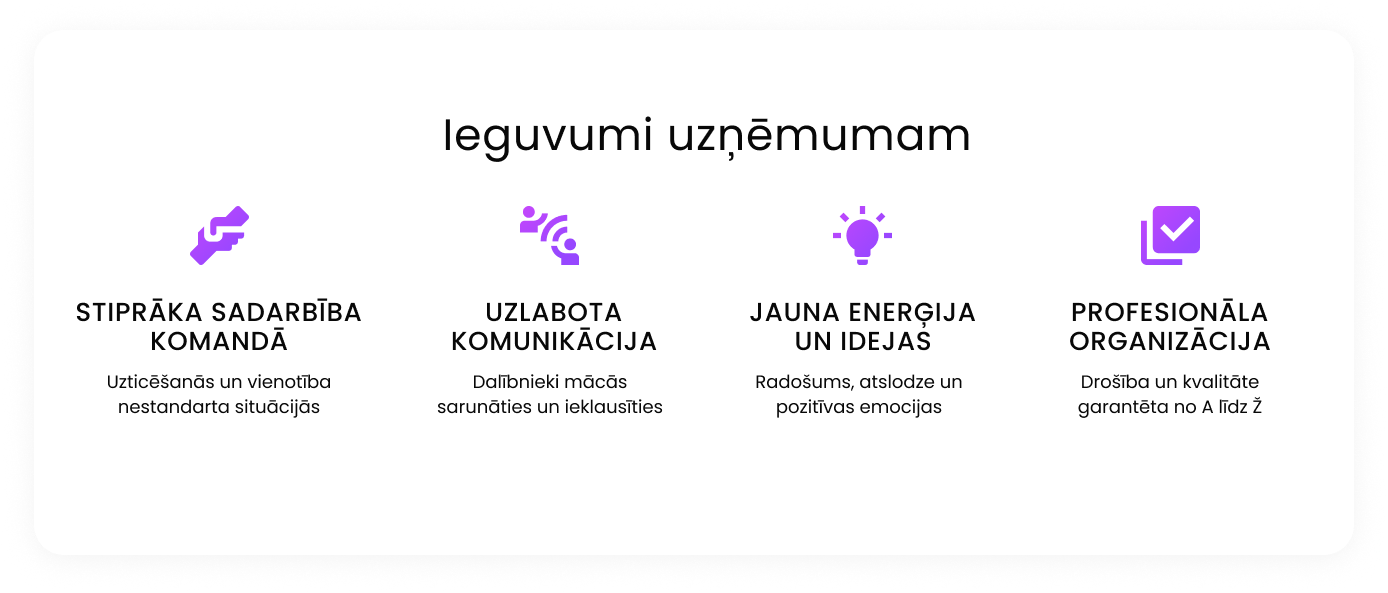 Ieguvumi uzņēmumam
STIPRĀKA SADARBĪBA
KOMANDĀ
Uzticēšanās un vienotība
nestandarta situācijās
UZLABOTA
KOMUNIKĀCIJA
Dalībnieki mācās
sarunāties un ieklausīties
JAUNA ENERĢIJA
UN IDEJAS
Radošums, atslodze un
pozitīvas emocijas
PROFESIONĀLA
ORGANIZĀCIJA
Drošība un kvalitāte
garantēta no A līdz Ž